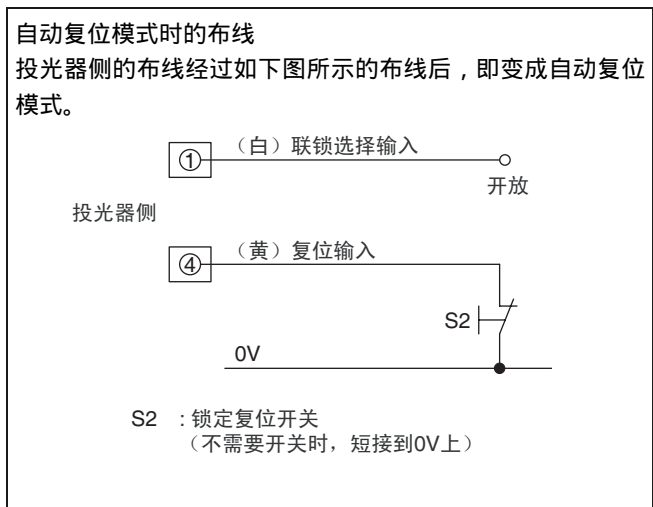 自动复位模式时的布线
投光器侧的布线经过如下图所示的布线后，即变成自动复位
模式。
① （白）联锁选择输入
开放
投光器侧
④ （黄）复位输入
S2
0V
S2 ：锁定复位开关
（不需要开关时，短接到0V上）